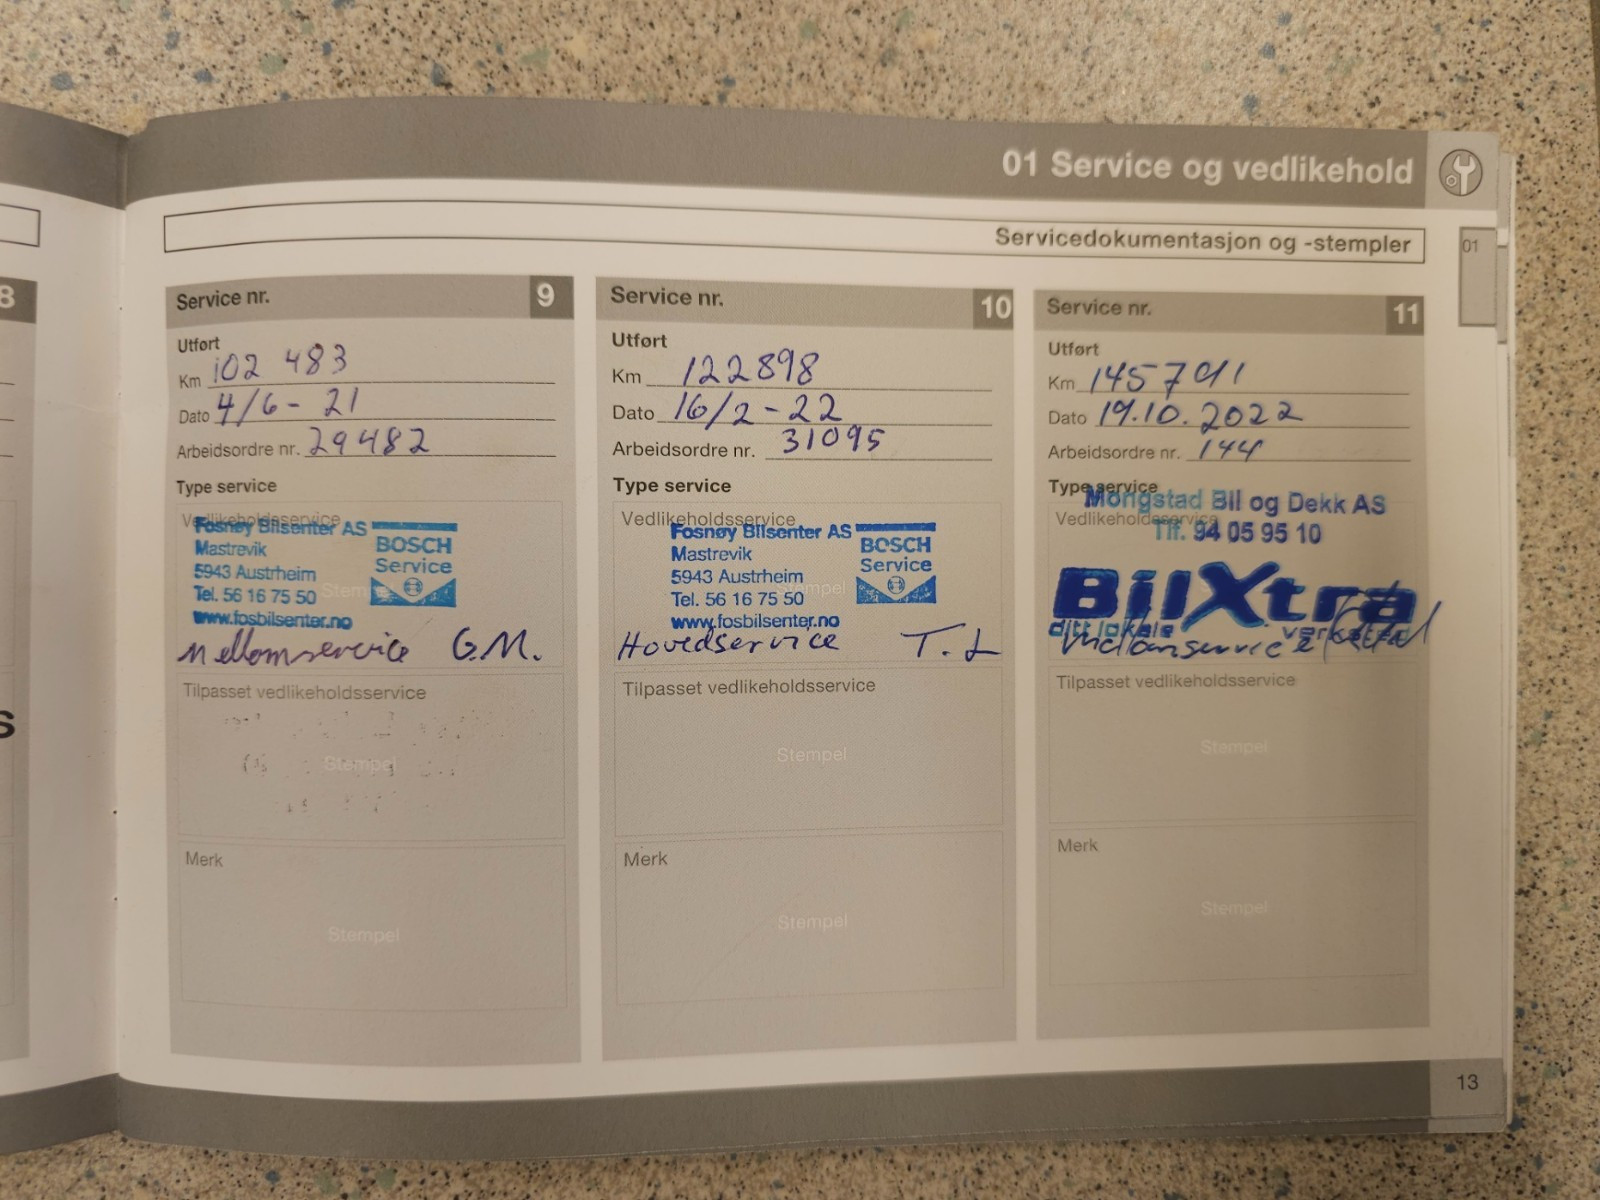 01 Service og vedlikehold
Servicedokumentasjon og -stempler
01
8
s
Service nr. 9
Utført
Km 102 483
Dato 4/6 - 21
Arbeidsordre nr. 29482
Type service
Vedlikeholdsservice
Fosnøy Bilsenter AS
Mastrevik
5943 Austrheim
Tel. 56 16 75 50
www.fosbilsenter.no
BOSCH
Service
Stem
Mellomservice G.M.
Tilpasset vedlikeholdsservice
Stempel
Merk
Stempel
Service nr. 10
Utført
Km 122898
Dato 16/2 - 22
Arbeidsordre nr. 31095
Type service
Vedlikeholdsservice
Fosnøy Bilsenter AS
Mastrevik
5943 Austrheim
Tel. 56 16 75 50
www.fosbilsenter.no
BOSCH
Service
Hovedservice T.L
Tilpasset vedlikeholdsservice
Stempel
Merk
Stempel
Service nr. 11
Utført
Km
Dato 19.10.2022
Arbeidsordre nr. 144
Type service
Mongstad Bil og Dekk AS
Vedlikeholdsservice
Tlf. 94 05 95 10
BilXtra
ditt lokale verksted
Mellomservice
Tilpasset vedlikeholdsservice
Stempel
Merk
Stempel
13